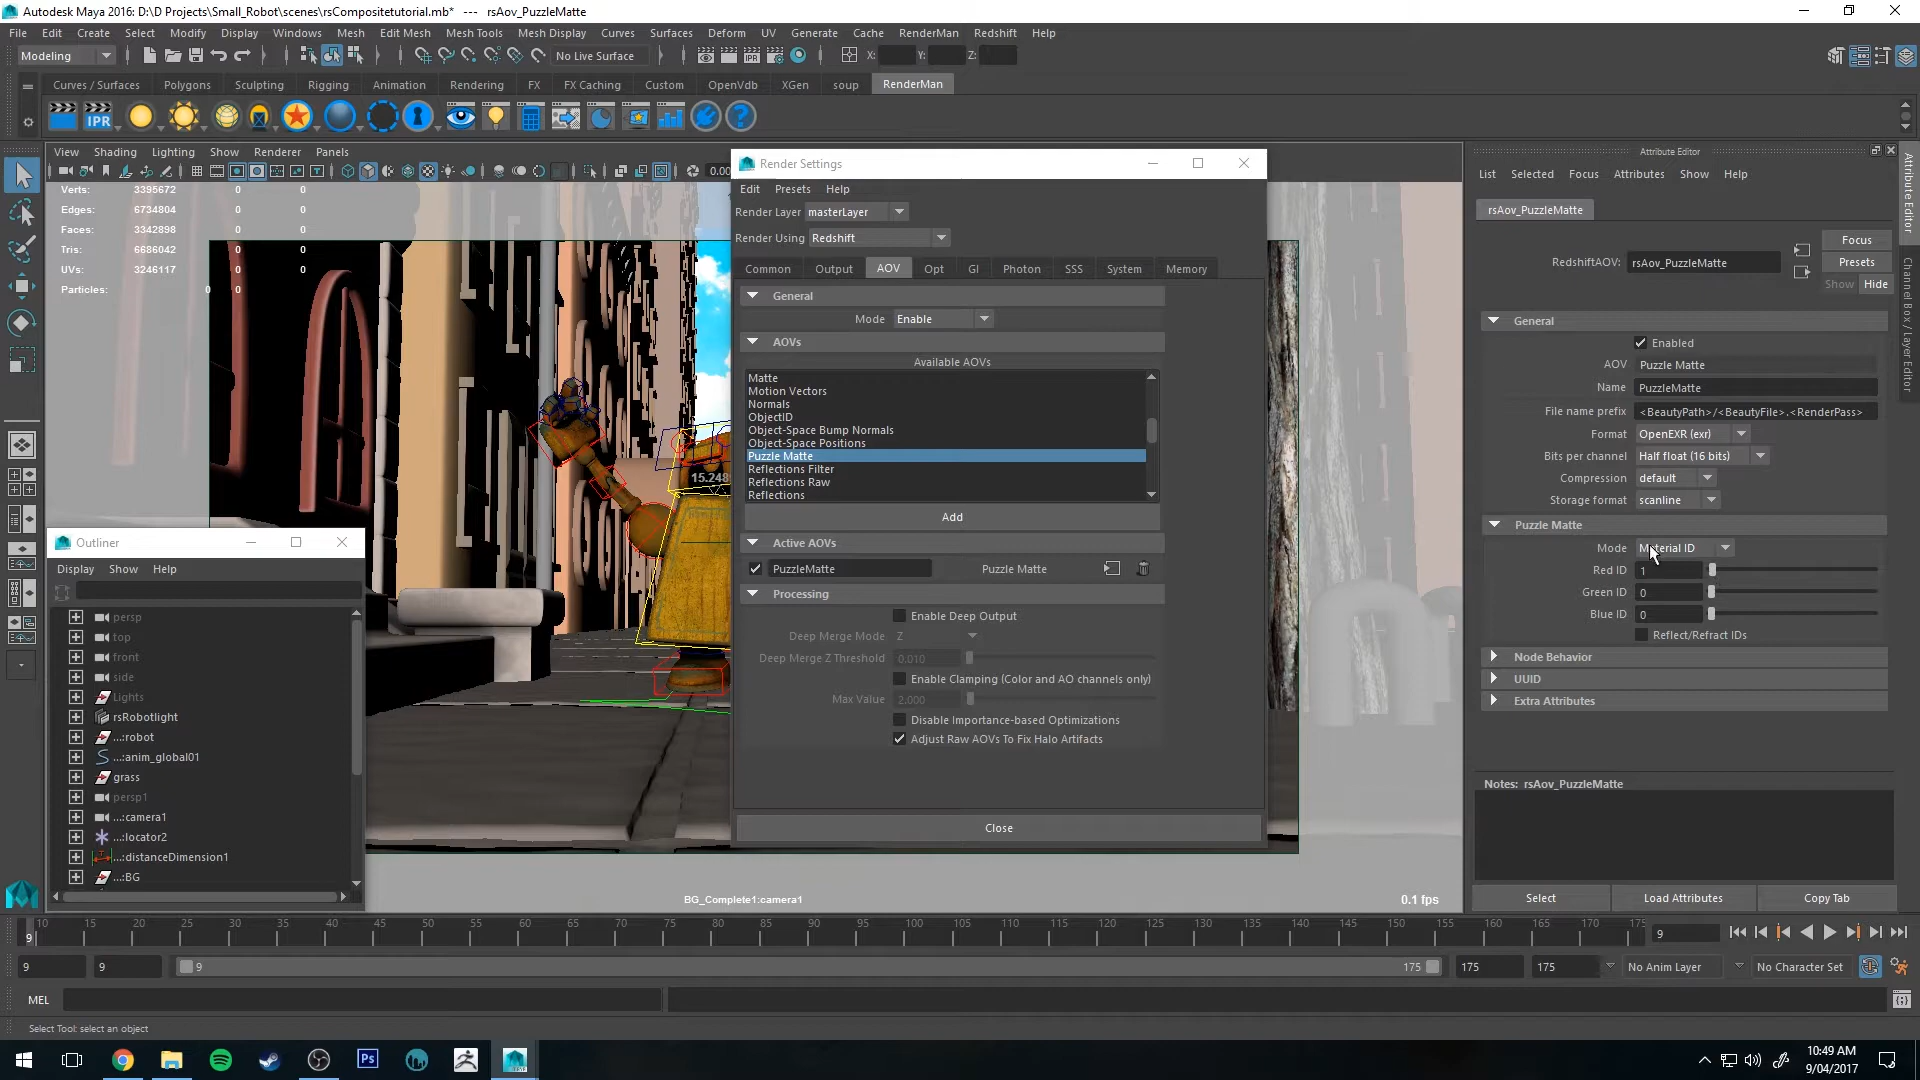 Autodesk Maya 2016: D:\D Projects\Small_Robot\scenes\rsCompositetutorial.mb* --- rsAov_PuzzleMatte
File Edit Create Select Modify Display Windows Mesh Edit Mesh Mesh Tools Mesh Display Curves Surfaces Deform UV Generate Cache RenderMan Redshift Help
Modeling No Live Surface X: Y: Z:
Curves / Surfaces Polygons Sculpting Rigging Animation Rendering FX FX Caching Custom OpenVdb XGen soup RenderMan
IPR
View Shading Lighting Show Renderer Panels
0.00
Verts: 3395672 0 0
Edges: 6734804 0 0
Faces: 3342898 0 0
Tris: 6686042 0 0
UVs: 3246117 0 0
Particles: 0 0
15.248
BG_Complete1:camera1
0.1 fps
Outliner
Display Show Help
persp
top
front
side
Lights
rsRobotlight
...:robot
...:anim_global01
grass
persp1
...:camera1
...:locator2
...:distanceDimension1
...:BG
Render Settings
Edit Presets Help
Render Layer masterLayer
Render Using Redshift
Common Output AOV Opt GI Photon SSS System Memory
General
Mode Enable
AOVs
Available AOVs
Matte
Motion Vectors
Normals
ObjectID
Object-Space Bump Normals
Object-Space Positions
Puzzle Matte
Reflections Filter
Reflections Raw
Reflections
Add
Active AOVs
PuzzleMatte Puzzle Matte
Processing
Enable Deep Output
Deep Merge Mode Z
Deep Merge Z Threshold 0.010
Enable Clamping (Color and AO channels only)
Max Value 2.000
Disable Importance-based Optimizations
Adjust Raw AOVs To Fix Halo Artifacts
Close
Attribute Editor
List Selected Focus Attributes Show Help
rsAov_PuzzleMatte
Focus
RedshiftAOV: rsAov_PuzzleMatte
Presets
Show Hide
General
Enabled
AOV Puzzle Matte
Name PuzzleMatte
File name prefix <BeautyPath>/<BeautyFile>.<RenderPass>
Format OpenEXR (exr)
Bits per channel Half float (16 bits)
Compression default
Storage format scanline
Puzzle Matte
Mode Material ID
Red ID 1
Green ID 0
Blue ID 0
Reflect/Refract IDs
Node Behavior
UUID
Extra Attributes
Notes: rsAov_PuzzleMatte
Select Load Attributes Copy Tab
Attribute Editor
Channel Box / Layer Editor
10 15 20 25 30 35 40 45 50 55 60 65 70 75 80 85 90 95 100 105 110 115 120 125 130 135 140 145 150 155 160 165 170 175
9 9
9 9 9 175 175 175 No Anim Layer No Character Set
MEL
Select Tool: select an object
Ps
10:49 AM
9/04/2017